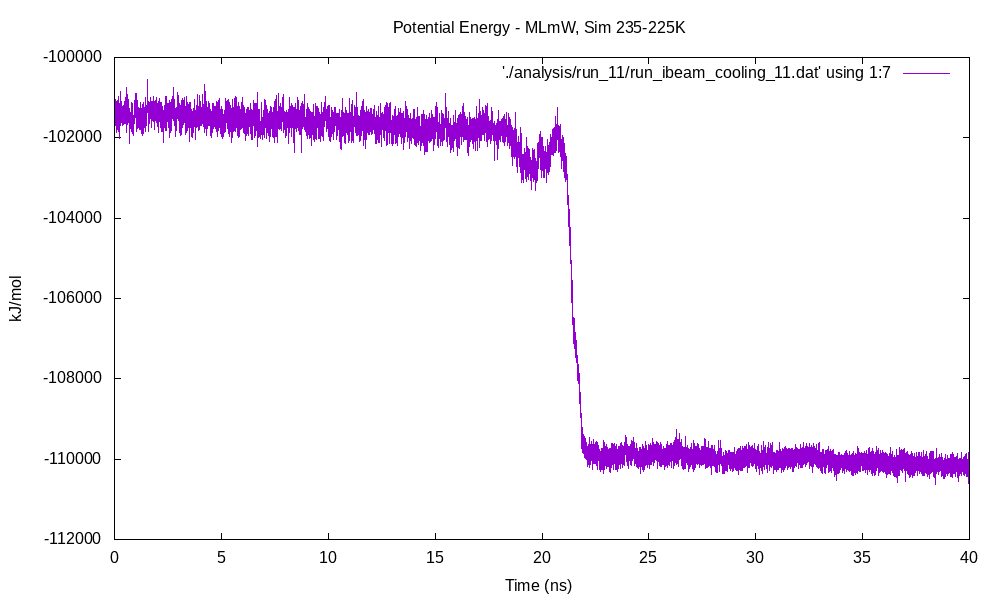 Potential Energy - MLmW, Sim 235-225K
'./analysis/run_11/run_ibeam_cooling_11.dat' using 1:7
-100000
-102000
-104000
-106000
-108000
-110000
-112000
kJ/mol
0 5 10 15 20 25 30 35 40
Time (ns)